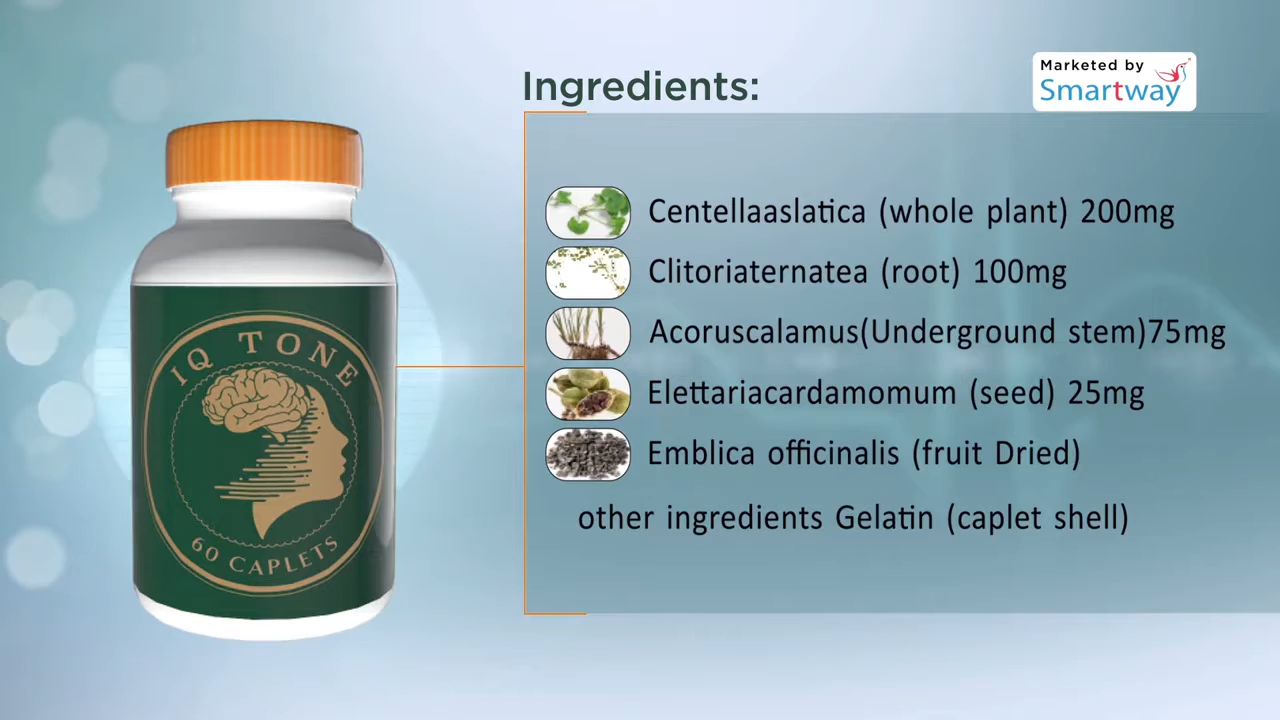 Marketed by
Smartway
Ingredients:
Centellaaslatica (whole plant) 200mg
Clitoriaternatea (root) 100mg
Acoruscalamus(Underground stem)75mg
Elettariacardamomum (seed) 25mg
Emblica officinalis (fruit Dried)
other ingredients Gelatin (caplet shell)
IQ TONE
60 CAPLETS